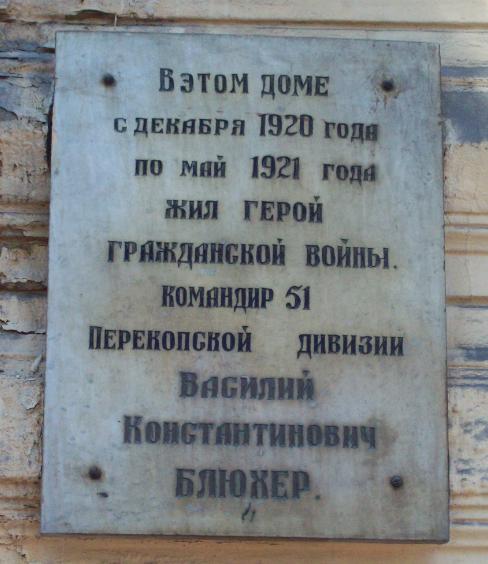 В этом доме
с декабря 1920 года
по май 1921 года
жил герой
гражданской войны.
командир 51
Перекопской дивизии
Василий
Константинович
Блюхер.